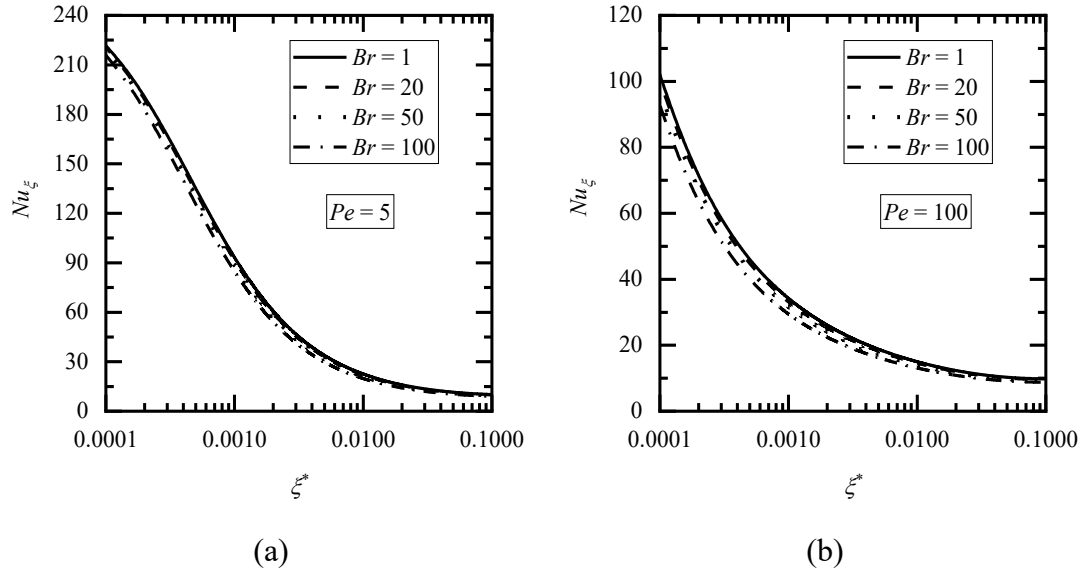 240
210
180
150
120
90
60
30
0
Nu_ξ
Br = 1
Br = 20
Br = 50
Br = 100
Pe = 5
0.0001 0.0010 0.0100 0.1000
ξ*
(a)
120
100
80
60
40
20
0
Nu_ξ
Br = 1
Br = 20
Br = 50
Br = 100
Pe = 100
0.0001 0.0010 0.0100 0.1000
ξ*
(b)